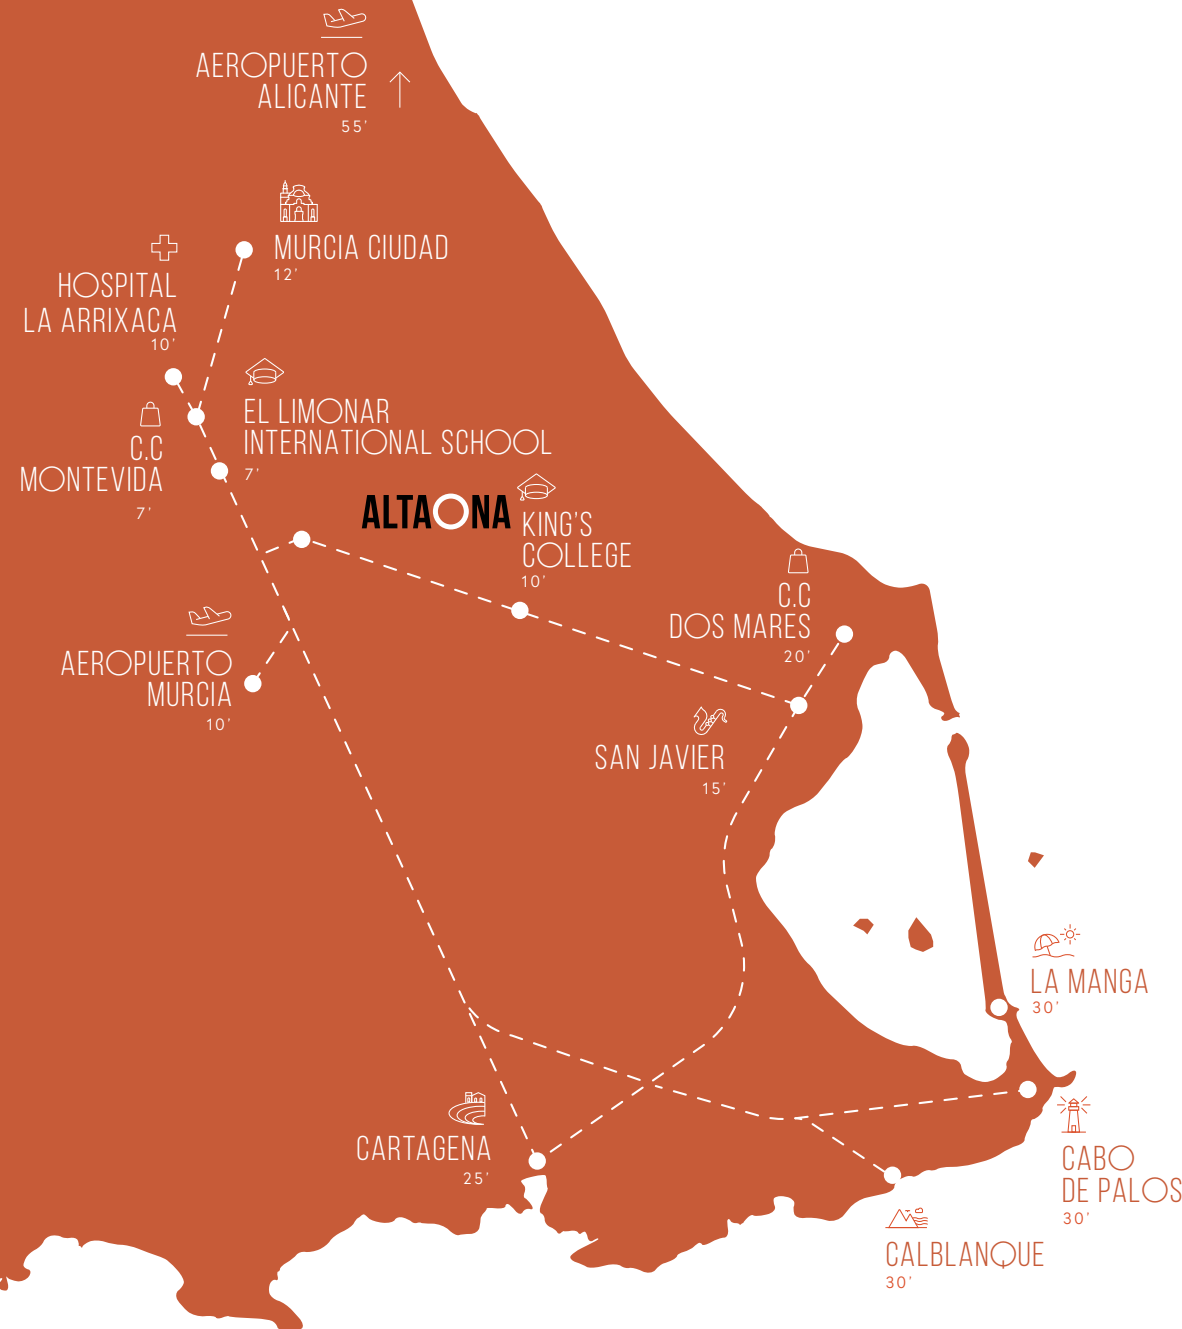 AEROPUERTO
ALICANTE
55'
MURCIA CIUDAD
12'
HOSPITAL
LA ARRIXACA
10'
EL LIMONAR
INTERNATIONAL SCHOOL
7'
C.C
MONTEVIDA
7'
ALTAONA
KING'S
COLLEGE
10'
C.C
DOS MARES
20'
AEROPUERTO
MURCIA
10'
SAN JAVIER
15'
LA MANGA
30'
CARTAGENA
25'
CABO
DE PALOS
30'
CALBLANQUE
30'